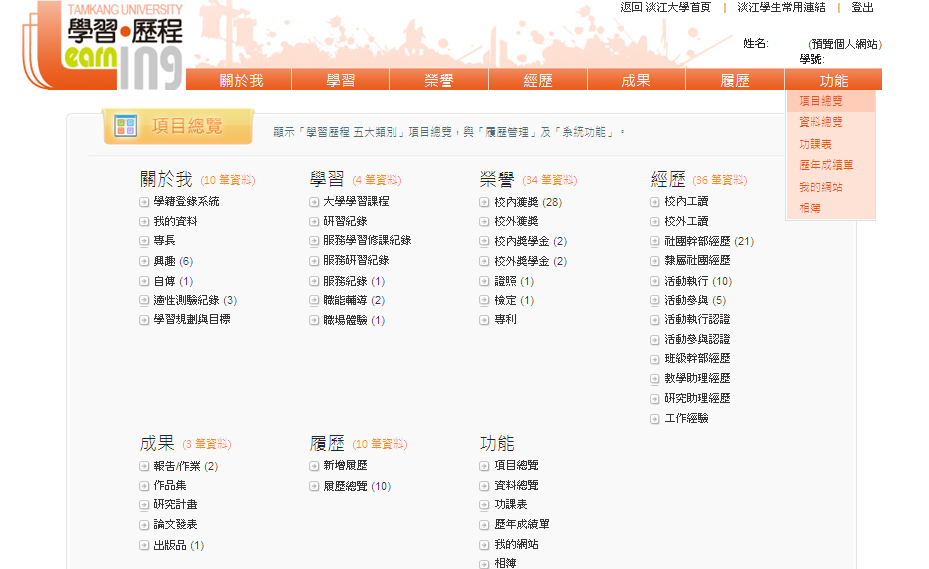 返回 淡江大學首頁 | 淡江學生常用連結 | 登出
TAMKANG UNIVERSITY
學習•歷程
earning
姓名: (預覽個人網站)
學號:
關於我 學習 榮譽 經歷 成果 履歷 功能
項目總覽
資料總覽
功課表
歷年成績單
我的網站
相簿
項目總覽
顯示「學習歷程 五大類別」項目總覽，與「履歷管理」及「系統功能」。
關於我 (10 筆資料)
學籍登錄系統
我的資料
專長
興趣 (6)
自傳 (1)
適性測驗紀錄 (3)
學習規劃與目標
學習 (4 筆資料)
大學學習課程
研習紀錄
服務學習修課紀錄
服務研習紀錄
服務紀錄 (1)
職能輔導 (2)
職場體驗 (1)
榮譽 (34 筆資料)
校內獲獎 (28)
校外獲獎
校內獎學金 (2)
校外獎學金 (2)
證照 (1)
檢定 (1)
專利
經歷 (36 筆資料)
校內工讀
校外工讀
社團幹部經歷 (21)
隸屬社團經歷
活動執行 (10)
活動參與 (5)
活動執行認證
活動參與認證
班級幹部經歷
教學助理經歷
研究助理經歷
工作經驗
成果 (3 筆資料)
報告/作業 (2)
作品集
研究計畫
論文發表
出版品 (1)
履歷 (10 筆資料)
新增履歷
履歷總覽 (10)
功能
項目總覽
資料總覽
功課表
歷年成績單
我的網站
相簿